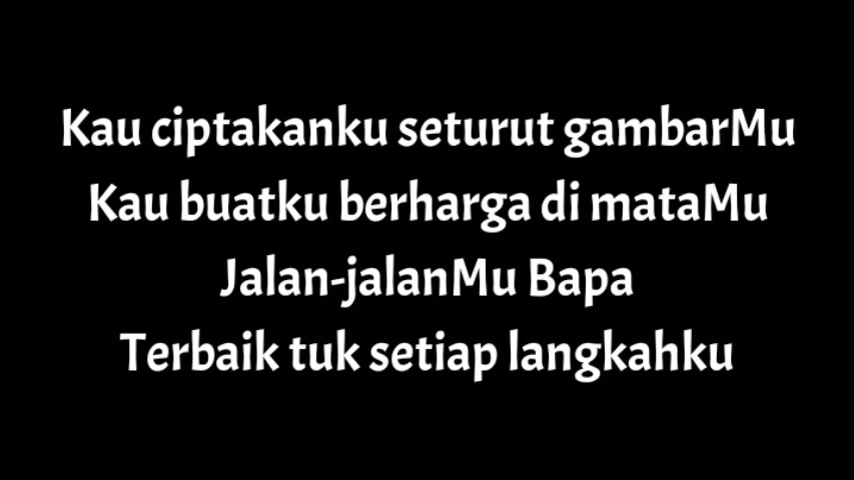 Kau ciptakanku seturut gambarMu
Kau buatku berharga di mataMu
Jalan-jalanMu Bapa
Terbaik tuk setiap langkahku